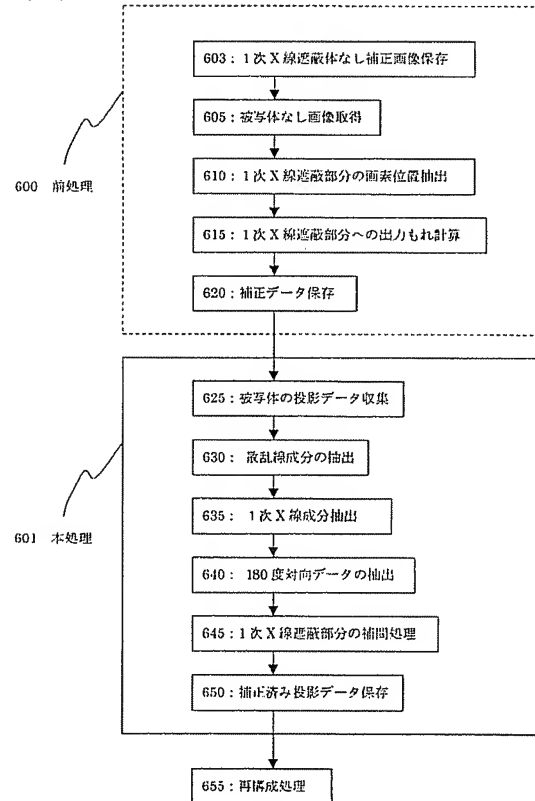 603：1次X線遮蔽体なし補正画像保存
605：被写体なし画像取得
610：1次X線遮蔽部分の画素位置抽出
600 前処理
615：1次X線遮蔽部分への出力もれ計算
620：補正データ保存
625：被写体の投影データ収集
630： 散乱線成分の抽出
635： 1次X線成分抽出
601 本処理
640： 180度対向データの抽出
645：1次X線遮蔽部分の補間処理
650：補正済み投影データ保存
655：再構成処理